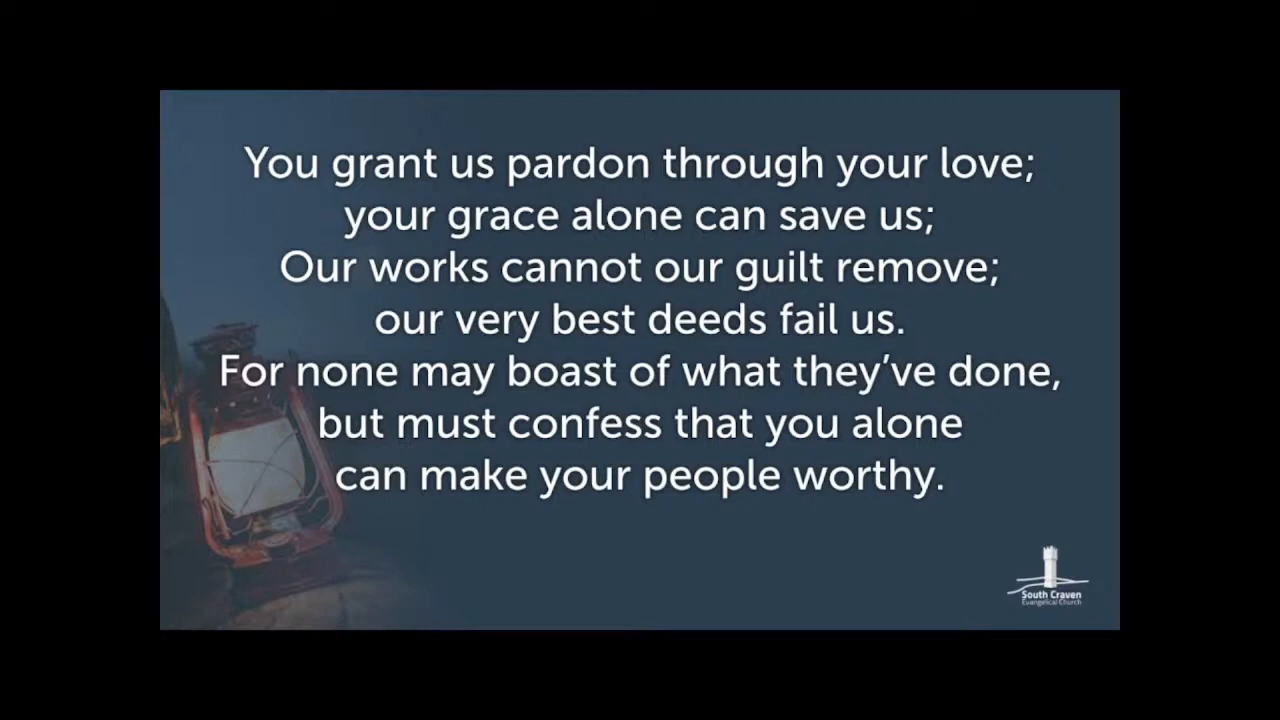 You grant us pardon through your love;
your grace alone can save us;
Our works cannot our guilt remove;
our very best deeds fail us.
For none may boast of what they've done,
but must confess that you alone
can make your people worthy.
South Craven
Evangelical Church